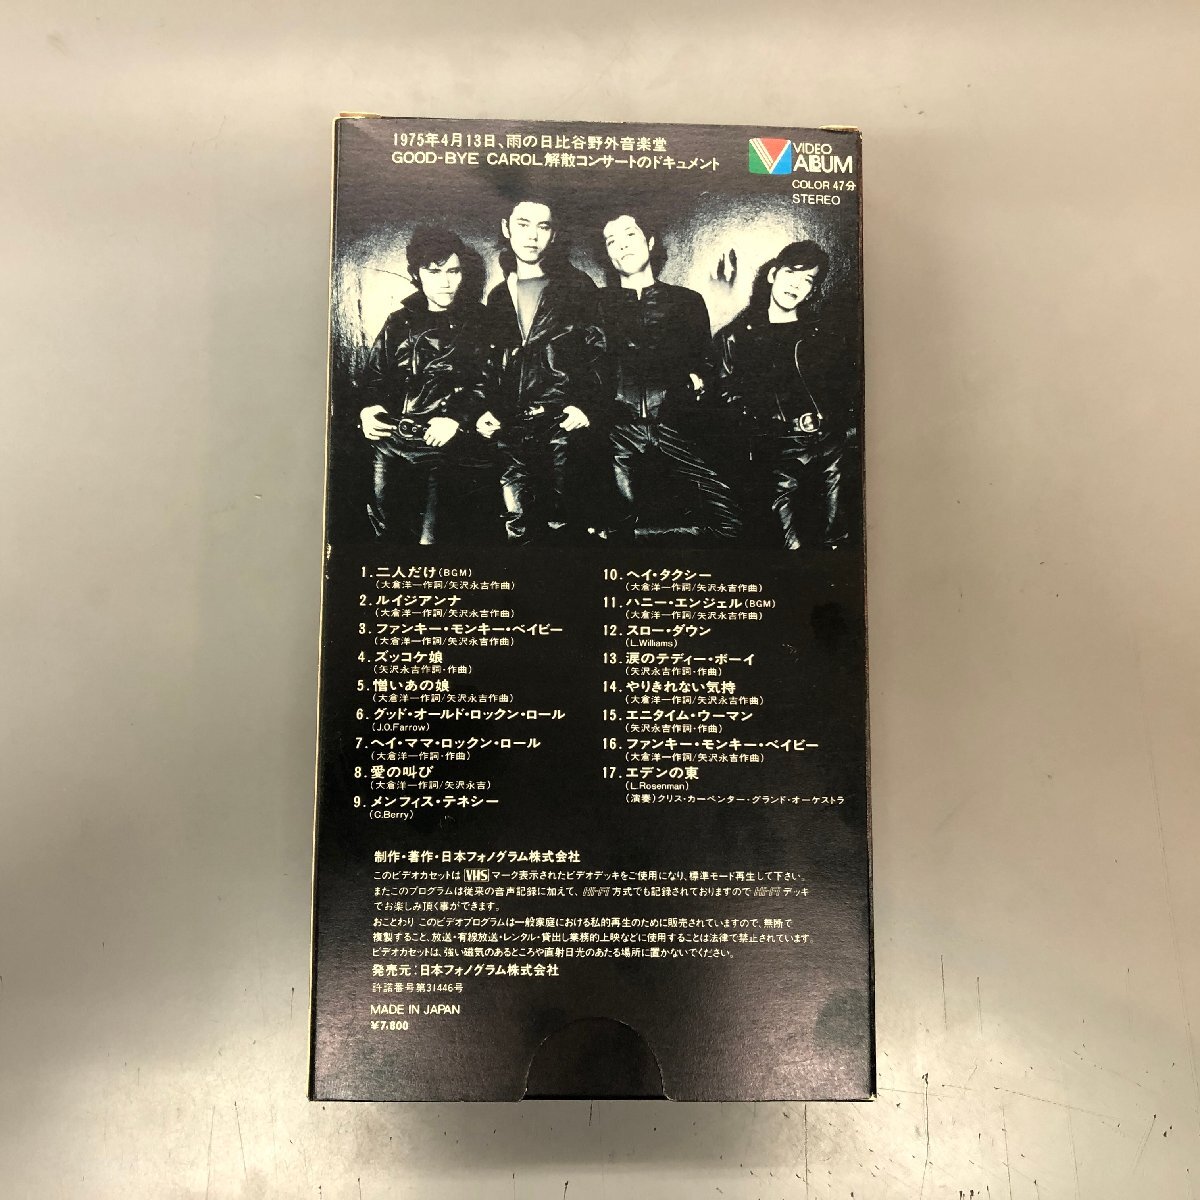 1975年4月13日、雨の日比谷野外音楽堂
GOOD-BYE CAROL解散コンサートのドキュメント
VIDEO
ALBUM
COLOR 47分
STEREO
1. 二人だけ(BGM)
(大倉洋一作詞/矢沢永吉作曲)
2. ルイジアンナ
(大倉洋一作詞/矢沢永吉作曲)
3. ファンキー・モンキー・ベイビー
(大倉洋一作詞/矢沢永吉作曲)
4. ズッコケ娘
(矢沢永吉作詞・作曲)
5. 憎いあの娘
(大倉洋一作詞/矢沢永吉作曲)
6. グッド・オールド・ロックン・ロール
(J.O.Farrow)
7. ヘイ・ママ・ロックン・ロール
(大倉洋一作詞・作曲)
8. 愛の叫び
(大倉洋一作詞/矢沢永吉)
9. メンフィス・テネシー
(C.Berry)
10. ヘイ・タクシー
(大倉洋一作詞/矢沢永吉作曲)
11. ハニー・エンジェル(BGM)
(大倉洋一作詞/矢沢永吉作曲)
12. スロー・ダウン
(L.Williams)
13. 涙のテディー・ボーイ
(矢沢永吉作詞・作曲)
14. やりきれない気持
(大倉洋一作詞/矢沢永吉作曲)
15. エニタイム・ウーマン
(矢沢永吉作詞・作曲)
16. ファンキー・モンキー・ベイビー
(大倉洋一作詞/矢沢永吉作曲)
17. エデンの東
(L.Rosenman)
(演奏)クリス・カーペンター・グランド・オーケストラ
制作・著作・日本フォノグラム株式会社
このビデオカセットは VHS マーク表示されたビデオデッキをご使用になり、標準モード再生して下さい。
またこのプログラムは従来の音声記録に加えて、Hi-Fi 方式でも記録されておりますので Hi-Fi デッキ
でお楽しみ頂く事ができます。
おことわり このビデオプログラムは一般家庭における私的再生のために販売されていますので、無断で
複製すること、放送・有線放送・レンタル・貸出し業務的上映などに使用することは法律で禁止されています。
ビデオカセットは、強い磁気のあるところや直射日光のあたる場所に置かないでください。
発売元:日本フォノグラム株式会社
許諾番号第31446号
MADE IN JAPAN
¥7,800